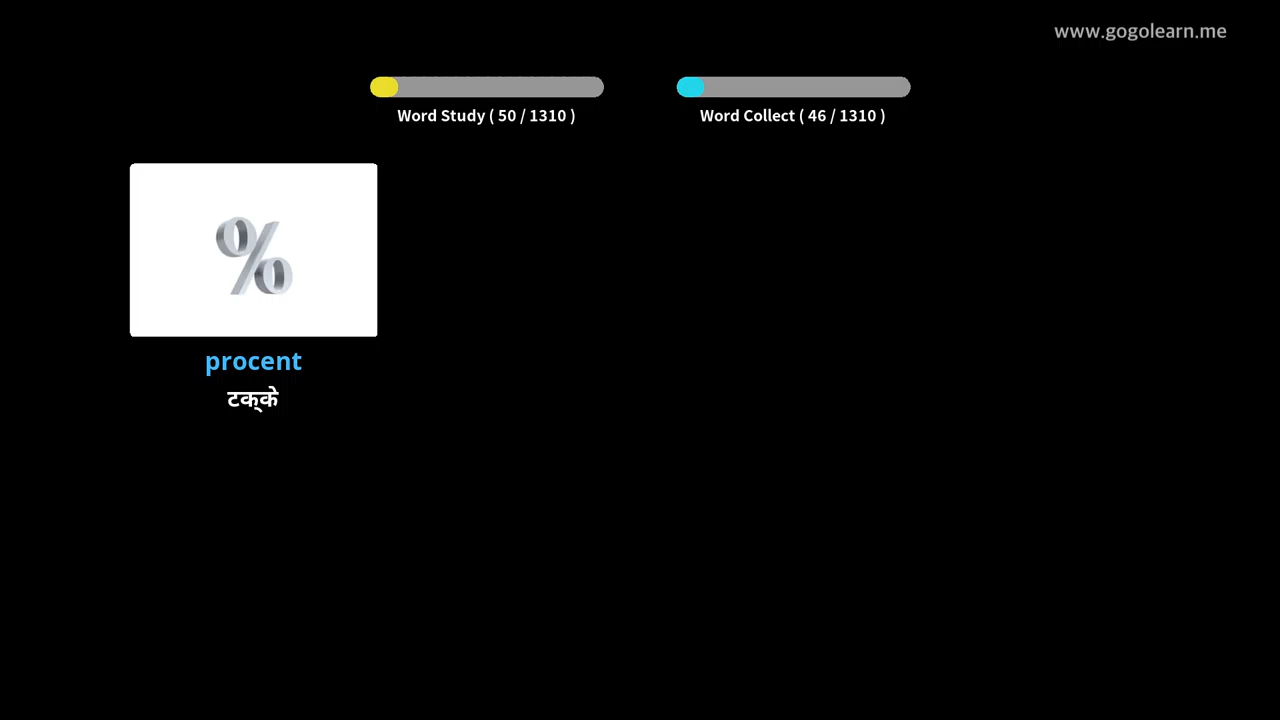 www.gogolearn.me
Word Study ( 50 / 1310 )
Word Collect ( 46 / 1310 )
%
procent
टक्के